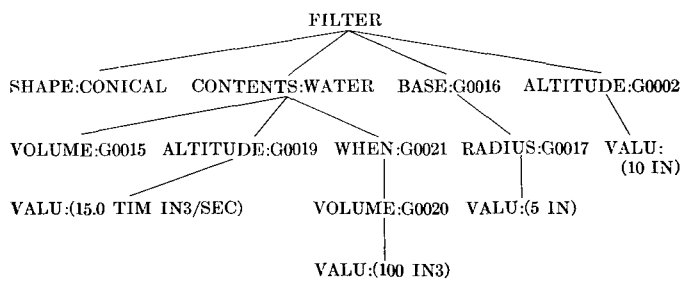 FILTER
SHAPE:CONICAL CONTENTS:WATER BASE:G0016 ALTITUDE:G0002
VOLUME:G0015 ALTITUDE:G0019 WHEN:G0021 RADIUS:G0017 VALU:
(10 IN)
VALU:(15.0 TIM IN3/SEC) VOLUME:G0020 VALU:(5 IN)
VALU:(100 IN3)